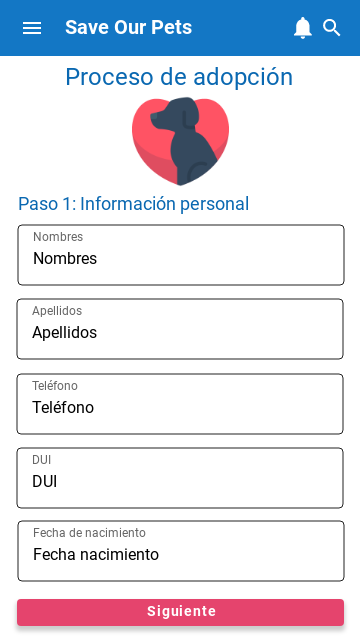 Save Our Pets
Proceso de adopción
Paso 1: Información personal
Nombres
Nombres
Apellidos
Apellidos
Teléfono
Teléfono
DUI
DUI
Fecha de nacimiento
Fecha nacimiento
Siguiente